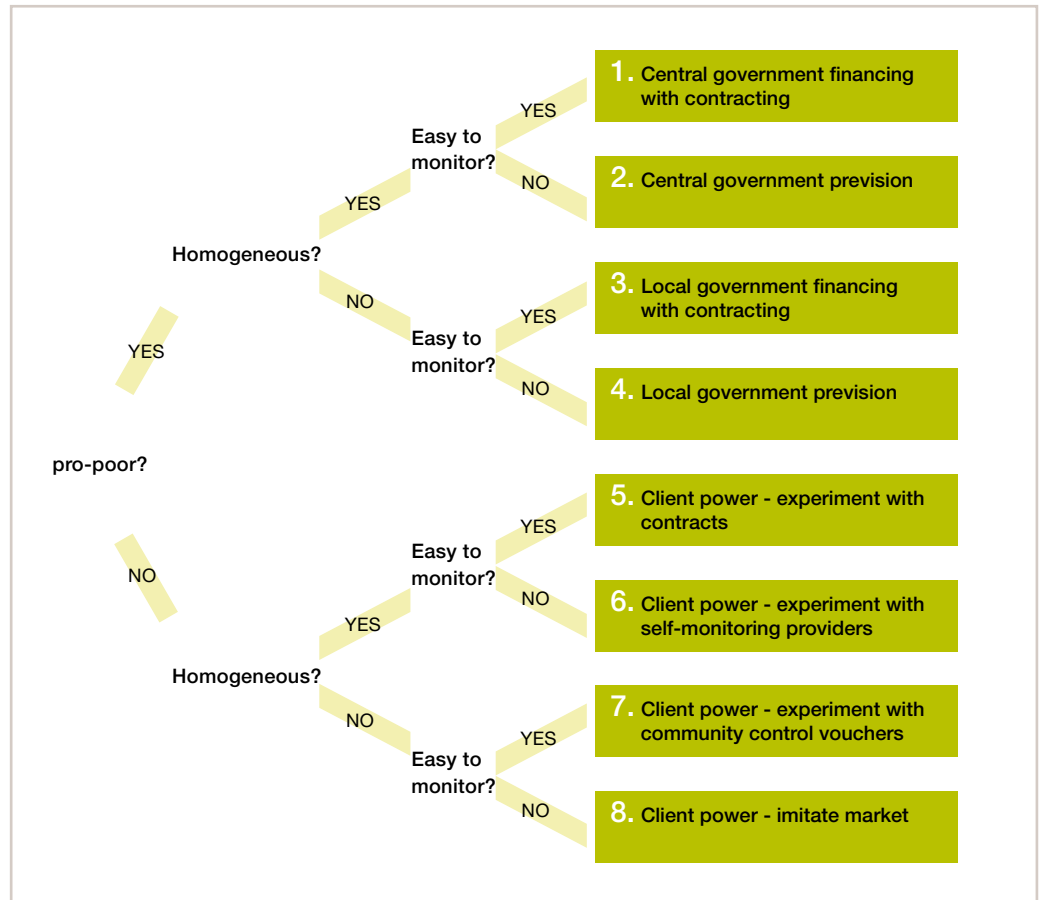 1. Central government financing
with contracting
YES
Easy to
monitor?
NO
2. Central government prevision
YES
Homogeneous?
NO
3. Local government financing
with contracting
YES
Easy to
monitor?
NO
4. Local government prevision
YES
pro-poor?
NO
5. Client power - experiment with
contracts
YES
Easy to
monitor?
NO
6. Client power - experiment with
self-monitoring providers
YES
Homogeneous?
NO
7. Client power - experiment with
community control vouchers
YES
Easy to
monitor?
NO
8. Client power - imitate market